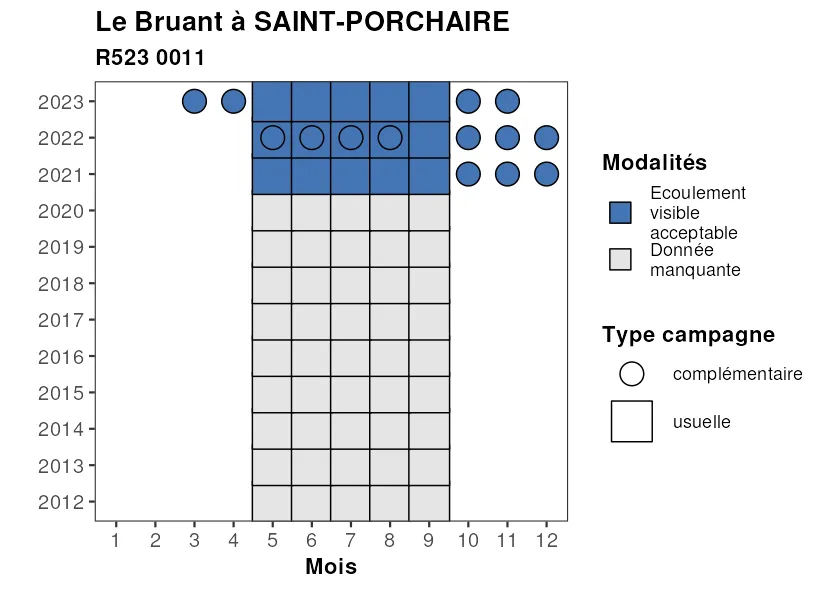 Le Bruant à SAINT-PORCHAIRE
R523 0011
2023
2022
2021
2020
2019
2018
2017
2016
2015
2014
2013
2012
1 2 3 4 5 6 7 8 9 10 11 12
Mois
Modalités
Ecoulement
visible
acceptable
Donnée
manquante
Type campagne
complémentaire
usuelle